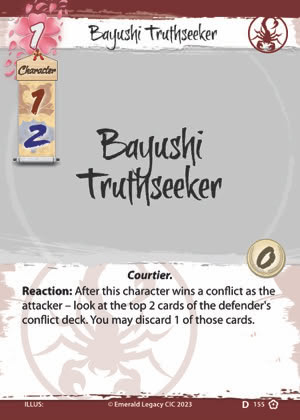 1
Bayushi Truthseeker
Character
1
2
Bayushi
Truthseeker
0
Courtier.
Reaction: After this character wins a conflict as the
attacker – look at the top 2 cards of the defender's
conflict deck. You may discard 1 of those cards.
ILLUS: © Emerald Legacy CIC 2023 D 155